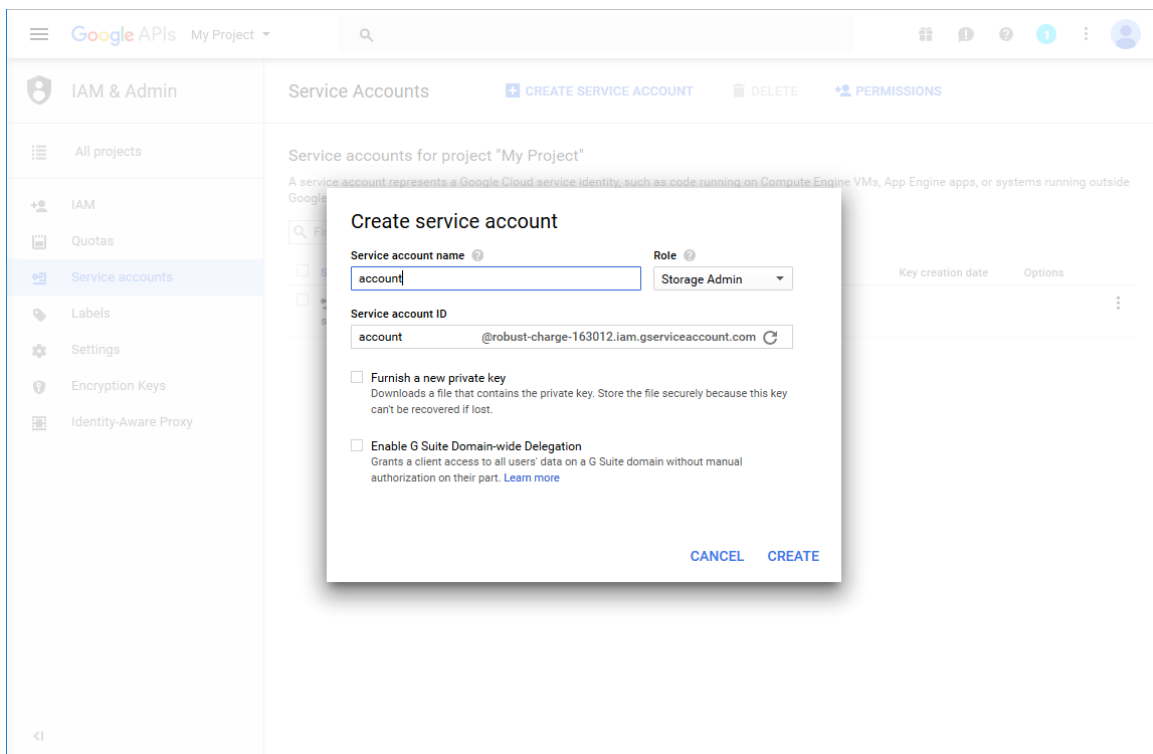 Google APIs My Project 1
IAM & Admin Service Accounts CREATE SERVICE ACCOUNT DELETE PERMISSIONS
All projects
Service accounts for project "My Project"
A service account represents a Google Cloud service identity, such as code running on Compute Engine VMs, App Engine apps, or systems running outside
Google
IAM
Quotas
Service accounts
Labels
Settings
Encryption Keys
Identity-Aware Proxy
Key creation date Options
Create service account
Service account name Role
account Storage Admin
Service account ID
account @robust-charge-163012.iam.gserviceaccount.com
Furnish a new private key
Downloads a file that contains the private key. Store the file securely because this key
can't be recovered if lost.
Enable G Suite Domain-wide Delegation
Grants a client access to all users' data on a G Suite domain without manual
authorization on their part. Learn more
CANCEL CREATE